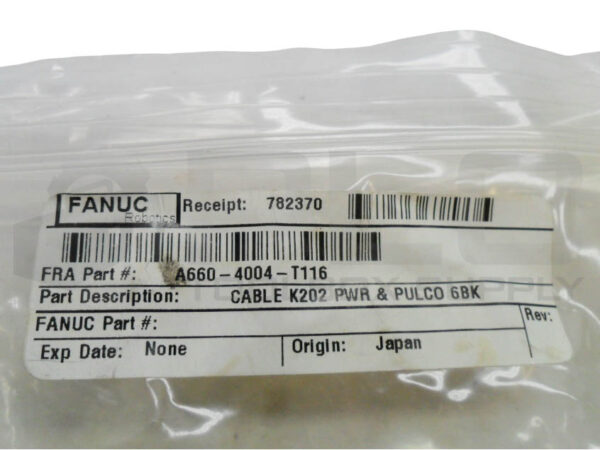 FANUC
Robotics
Receipt: 782370
FRA Part #: A660-4004-T116
Part Description: CABLE K202 PWR & PULCO 6BK
FANUC Part #:
Rev:
Exp Date: None
Origin: Japan